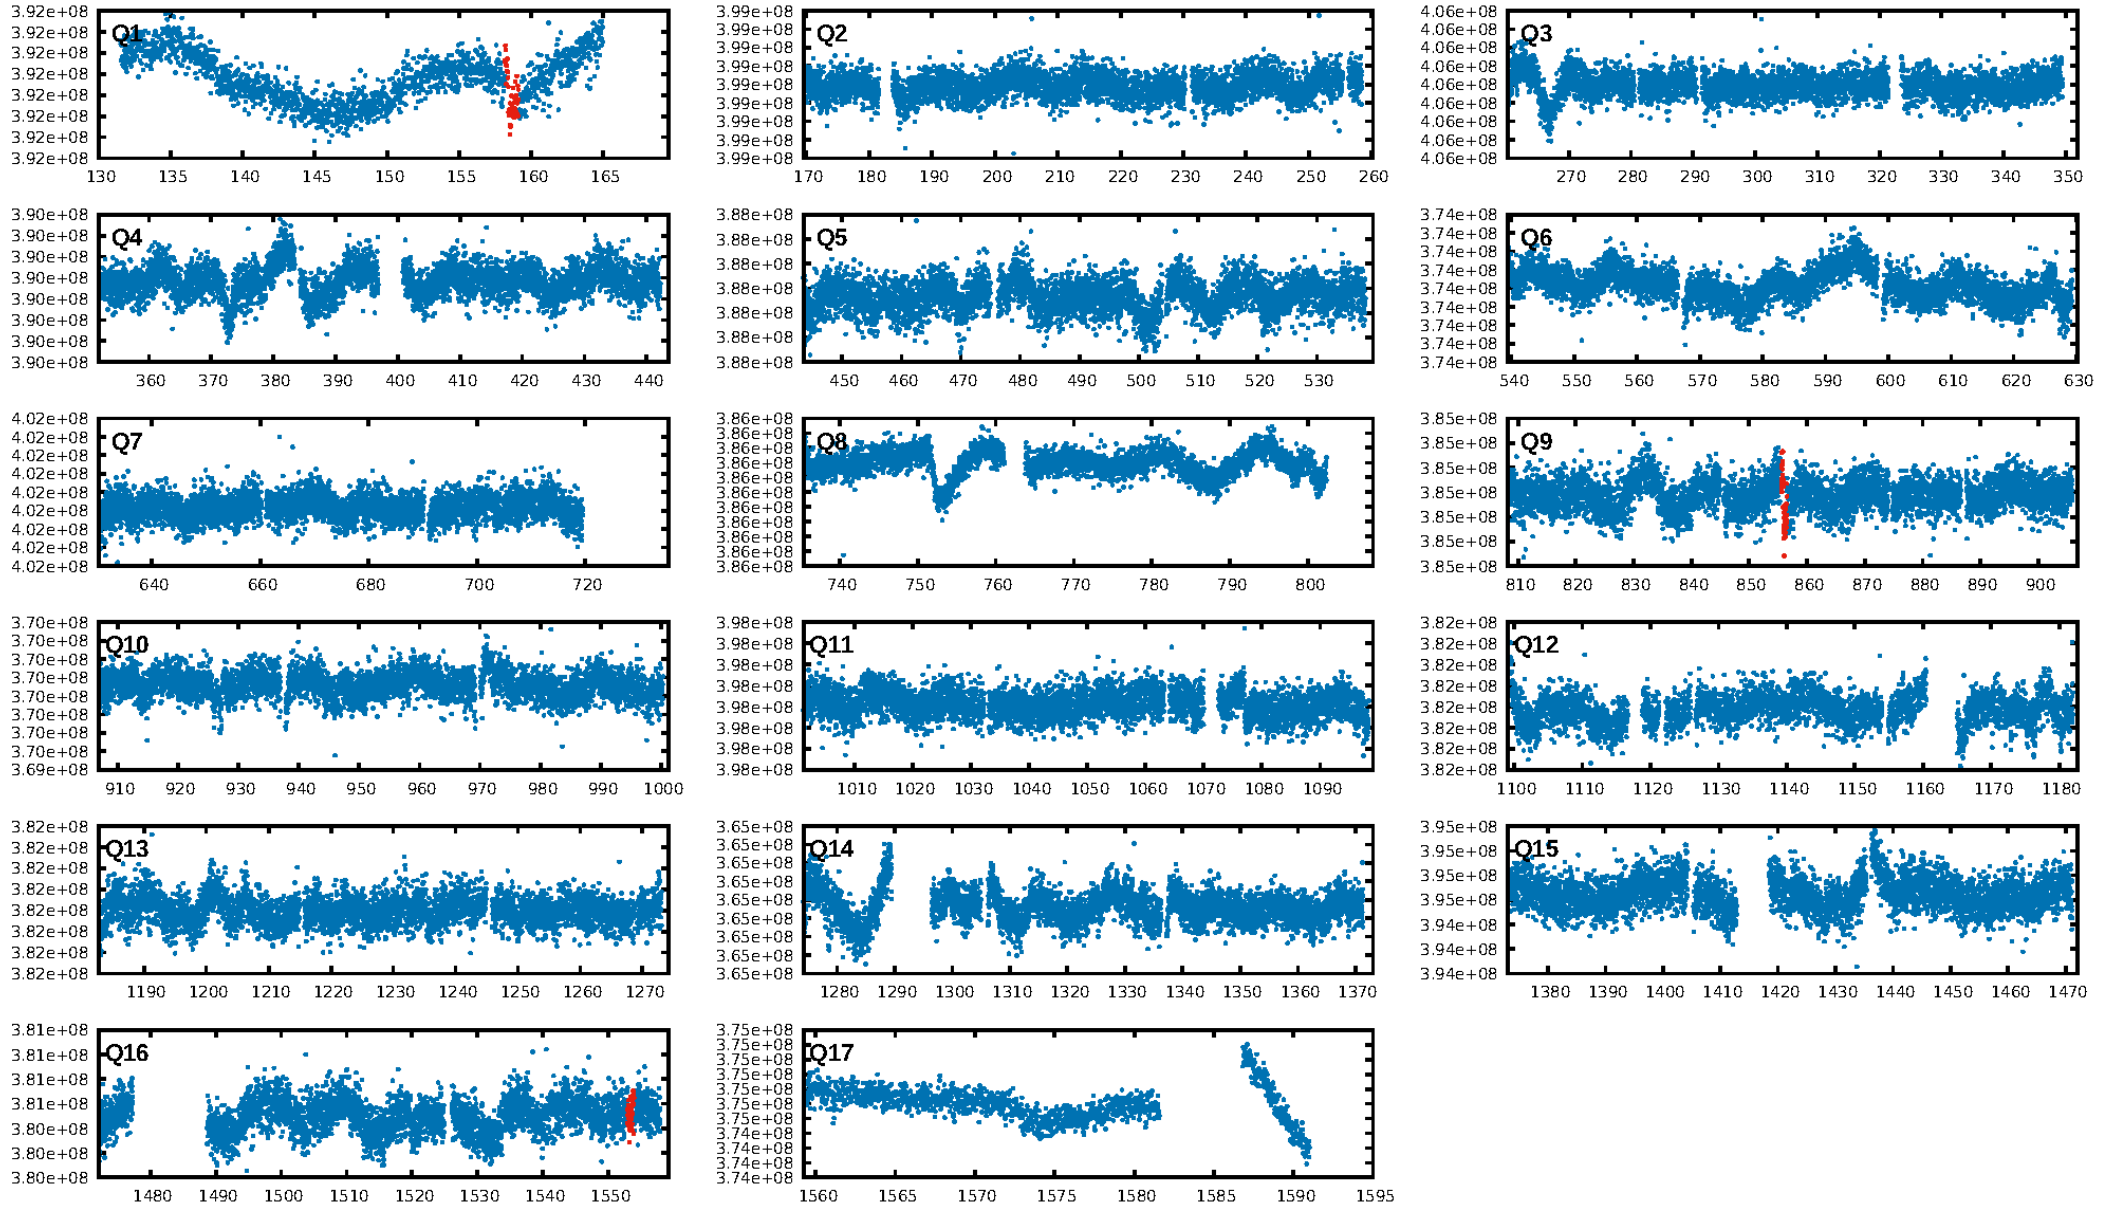 3.92e+08
3.92e+08
3.92e+08
3.92e+08
3.92e+08
3.92e+08
3.92e+08
3.92e+08
Q1
130 135 140 145 150 155 160 165
3.99e+08
3.99e+08
3.99e+08
3.99e+08
3.99e+08
3.99e+08
3.99e+08
3.99e+08
3.99e+08
Q2
170 180 190 200 210 220 230 240 250 260
4.06e+08
4.06e+08
4.06e+08
4.06e+08
4.06e+08
4.06e+08
4.06e+08
4.06e+08
4.06e+08
Q3
270 280 290 300 310 320 330 340 350
3.90e+08
3.90e+08
3.90e+08
3.90e+08
3.90e+08
3.90e+08
3.90e+08
3.90e+08
Q4
360 370 380 390 400 410 420 430 440
3.88e+08
3.88e+08
3.88e+08
3.88e+08
3.88e+08
3.88e+08
3.88e+08
Q5
450 460 470 480 490 500 510 520 530
3.74e+08
3.74e+08
3.74e+08
3.74e+08
3.74e+08
3.74e+08
3.74e+08
3.74e+08
3.74e+08
Q6
540 550 560 570 580 590 600 610 620 630
4.02e+08
4.02e+08
4.02e+08
4.02e+08
4.02e+08
4.02e+08
4.02e+08
4.02e+08
4.02e+08
Q7
640 660 680 700 720
3.86e+08
3.86e+08
3.86e+08
3.86e+08
3.86e+08
3.86e+08
3.86e+08
3.86e+08
3.86e+08
3.86e+08
3.86e+08
Q8
740 750 760 770 780 790 800
3.85e+08
3.85e+08
3.85e+08
3.85e+08
3.85e+08
3.85e+08
3.85e+08
Q9
810 820 830 840 850 860 870 880 890 900
3.70e+08
3.70e+08
3.70e+08
3.70e+08
3.70e+08
3.70e+08
3.70e+08
3.70e+08
3.69e+08
Q10
910 920 930 940 950 960 970 980 990 1000
3.98e+08
3.98e+08
3.98e+08
3.98e+08
3.98e+08
3.98e+08
3.98e+08
3.98e+08
Q11
1010 1020 1030 1040 1050 1060 1070 1080 1090
3.82e+08
3.82e+08
3.82e+08
3.82e+08
3.82e+08
3.82e+08
3.82e+08
3.82e+08
Q12
1100 1110 1120 1130 1140 1150 1160 1170 1180
3.82e+08
3.82e+08
3.82e+08
3.82e+08
3.82e+08
3.82e+08
3.82e+08
3.82e+08
Q13
1190 1200 1210 1220 1230 1240 1250 1260 1270
3.65e+08
3.65e+08
3.65e+08
3.65e+08
3.65e+08
3.65e+08
3.65e+08
3.65e+08
3.65e+08
Q14
1280 1290 1300 1310 1320 1330 1340 1350 1360 1370
3.95e+08
3.95e+08
3.95e+08
3.95e+08
3.94e+08
3.94e+08
3.94e+08
Q15
1380 1390 1400 1410 1420 1430 1440 1450 1460 1470
3.81e+08
3.81e+08
3.81e+08
3.81e+08
3.80e+08
3.80e+08
3.80e+08
Q16
1480 1490 1500 1510 1520 1530 1540 1550
3.75e+08
3.75e+08
3.75e+08
3.75e+08
3.75e+08
3.75e+08
3.75e+08
3.74e+08
3.74e+08
3.74e+08
3.74e+08
Q17
1560 1565 1570 1575 1580 1585 1590 1595